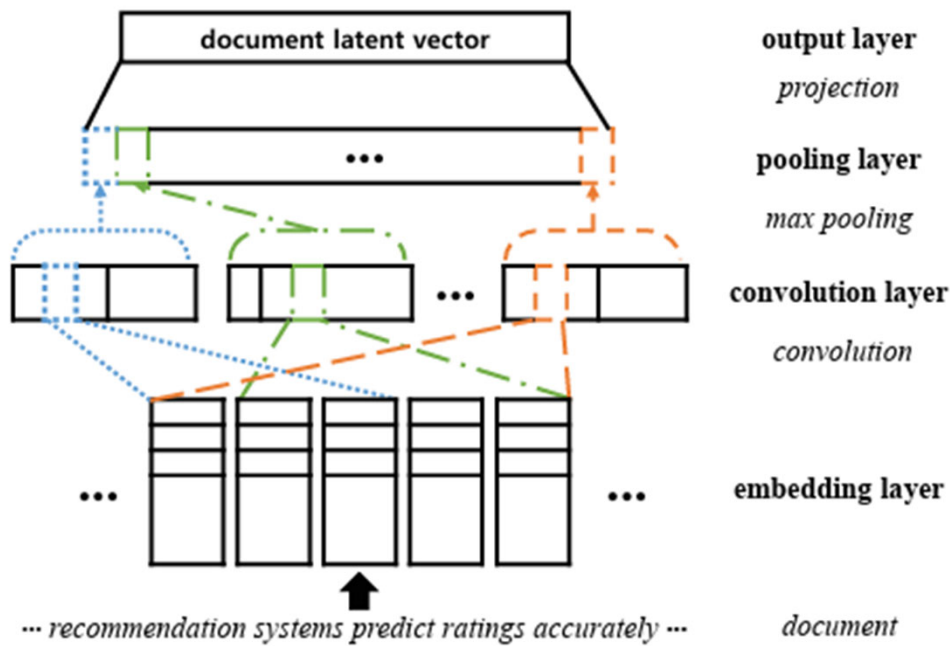 document latent vector
output layer
projection
...
pooling layer
max pooling
...
convolution layer
convolution
... ...
embedding layer
... recommendation systems predict ratings accurately ...
document